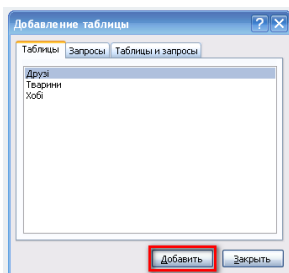 Добавление таблицы
Таблицы Запросы Таблицы и запросы
Друзі
Тварини
Хобі
Добавить Закрыть